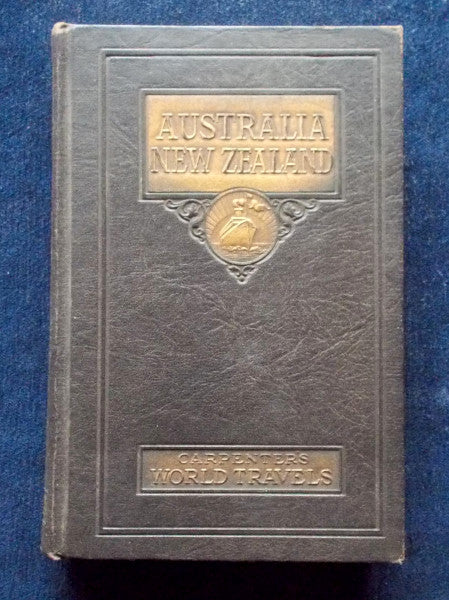 AUSTRALIA
NEW ZEALAND
CARPENTERS
WORLD TRAVELS